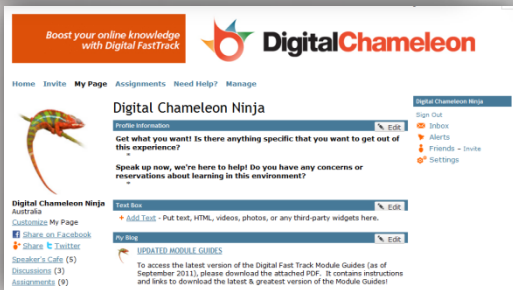 Boost your online knowledge
with Digital FastTrack
DigitalChameleon
Home Invite My Page Assignments Need Help? Manage
Digital Chameleon Ninja
Profile Information
Edit
Get what you want! Is there anything specific that you want to get out of
this experience?
"
Speak up now, we're here to help! Do you have any concerns or
reservations about learning in this environment?
"
Text Box
Edit
+ Add Text - Put text, HTML, videos, photos, or any third-party widgets here.
My Blog
Edit
UPDATED MODULE GUIDES
To access the latest version of the Digital Fast Track Module Guides (as of
September 2011), please download the attached PDF. It contains instructions
and links to download the latest & greatest version of the Module Guides!
Digital Chameleon Ninja
Australia
Customize My Page
Share on Facebook
Share Twitter
Speaker's Cafe (5)
Discussions (3)
Assignments (9)
Digital Chameleon Ninja
Sign Out
Inbox
Alerts
Friends – Invite
Settings